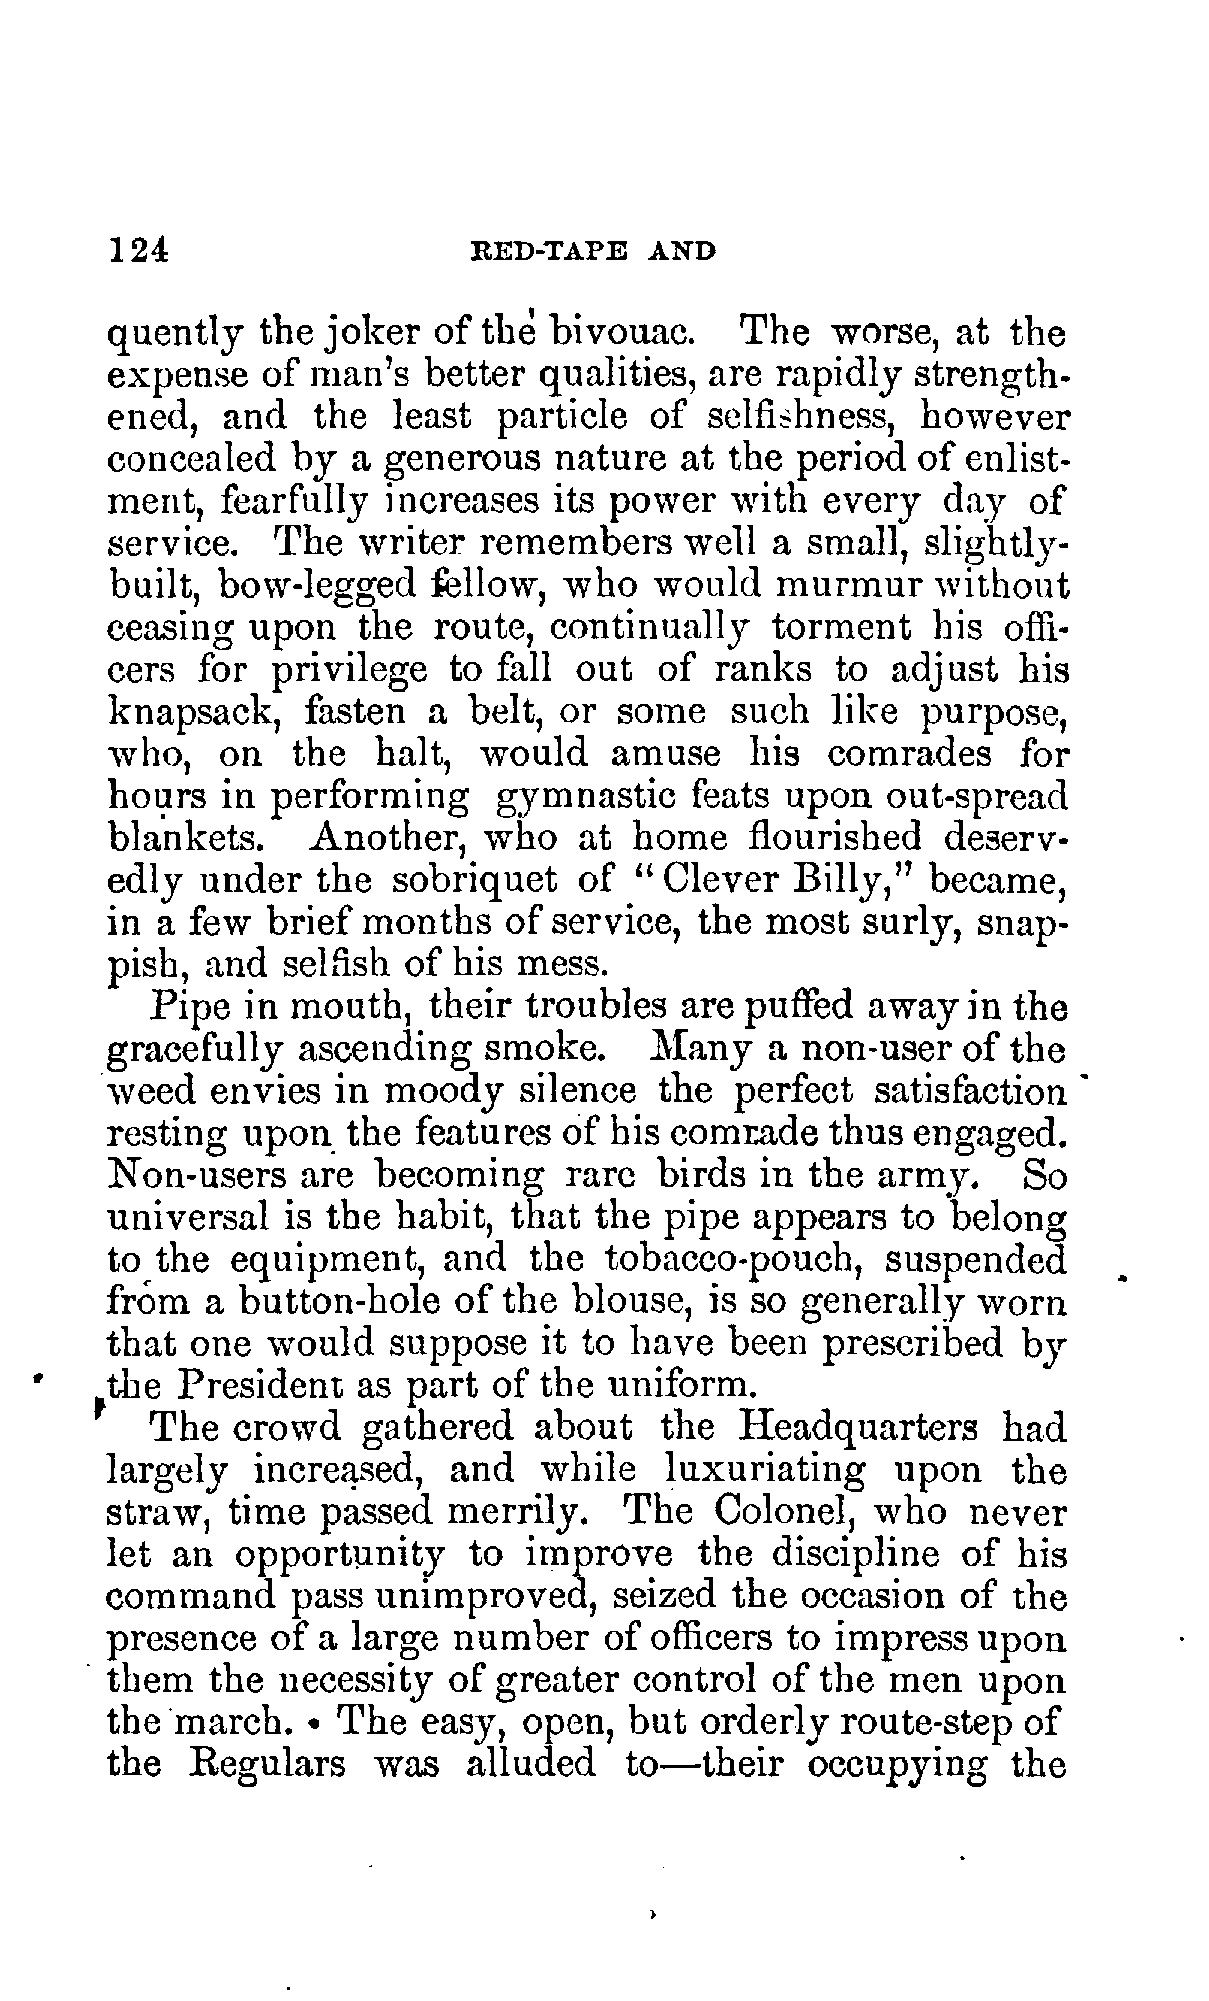 124 RED-TAPE AND
quently the joker of the bivouac. The worse, at the
expense of man's better qualities, are rapidly strength-
ened, and the least particle of selfishness, however
concealed by a generous nature at the period of enlist-
ment, fearfully increases its power with every day of
service. The writer remembers well a small, slightly-
built, bow-legged fellow, who would murmur without
ceasing upon the route, continually torment his offi-
cers for privilege to fall out of ranks to adjust his
knapsack, fasten a belt, or some such like purpose,
who, on the halt, would amuse his comrades for
hours in performing gymnastic feats upon out-spread
blankets. Another, who at home flourished deserv-
edly under the sobriquet of "Clever Billy," became,
in a few brief months of service, the most surly, snap-
pish, and selfish of his mess.
Pipe in mouth, their troubles are puffed away in the
gracefully ascending smoke. Many a non-user of the
weed envies in moody silence the perfect satisfaction
resting upon the features of his comrade thus engaged.
Non-users are becoming rare birds in the army. So
universal is the habit, that the pipe appears to belong
to the equipment, and the tobacco-pouch, suspended
from a button-hole of the blouse, is so generally worn
that one would suppose it to have been prescribed by
the President as part of the uniform.
The crowd gathered about the Headquarters had
largely increased, and while luxuriating upon the
straw, time passed merrily. The Colonel, who never
let an opportunity to improve the discipline of his
command pass unimproved, seized the occasion of the
presence of a large number of officers to impress upon
them the necessity of greater control of the men upon
the march. The easy, open, but orderly route-step of
the Regulars was alluded to—their occupying the